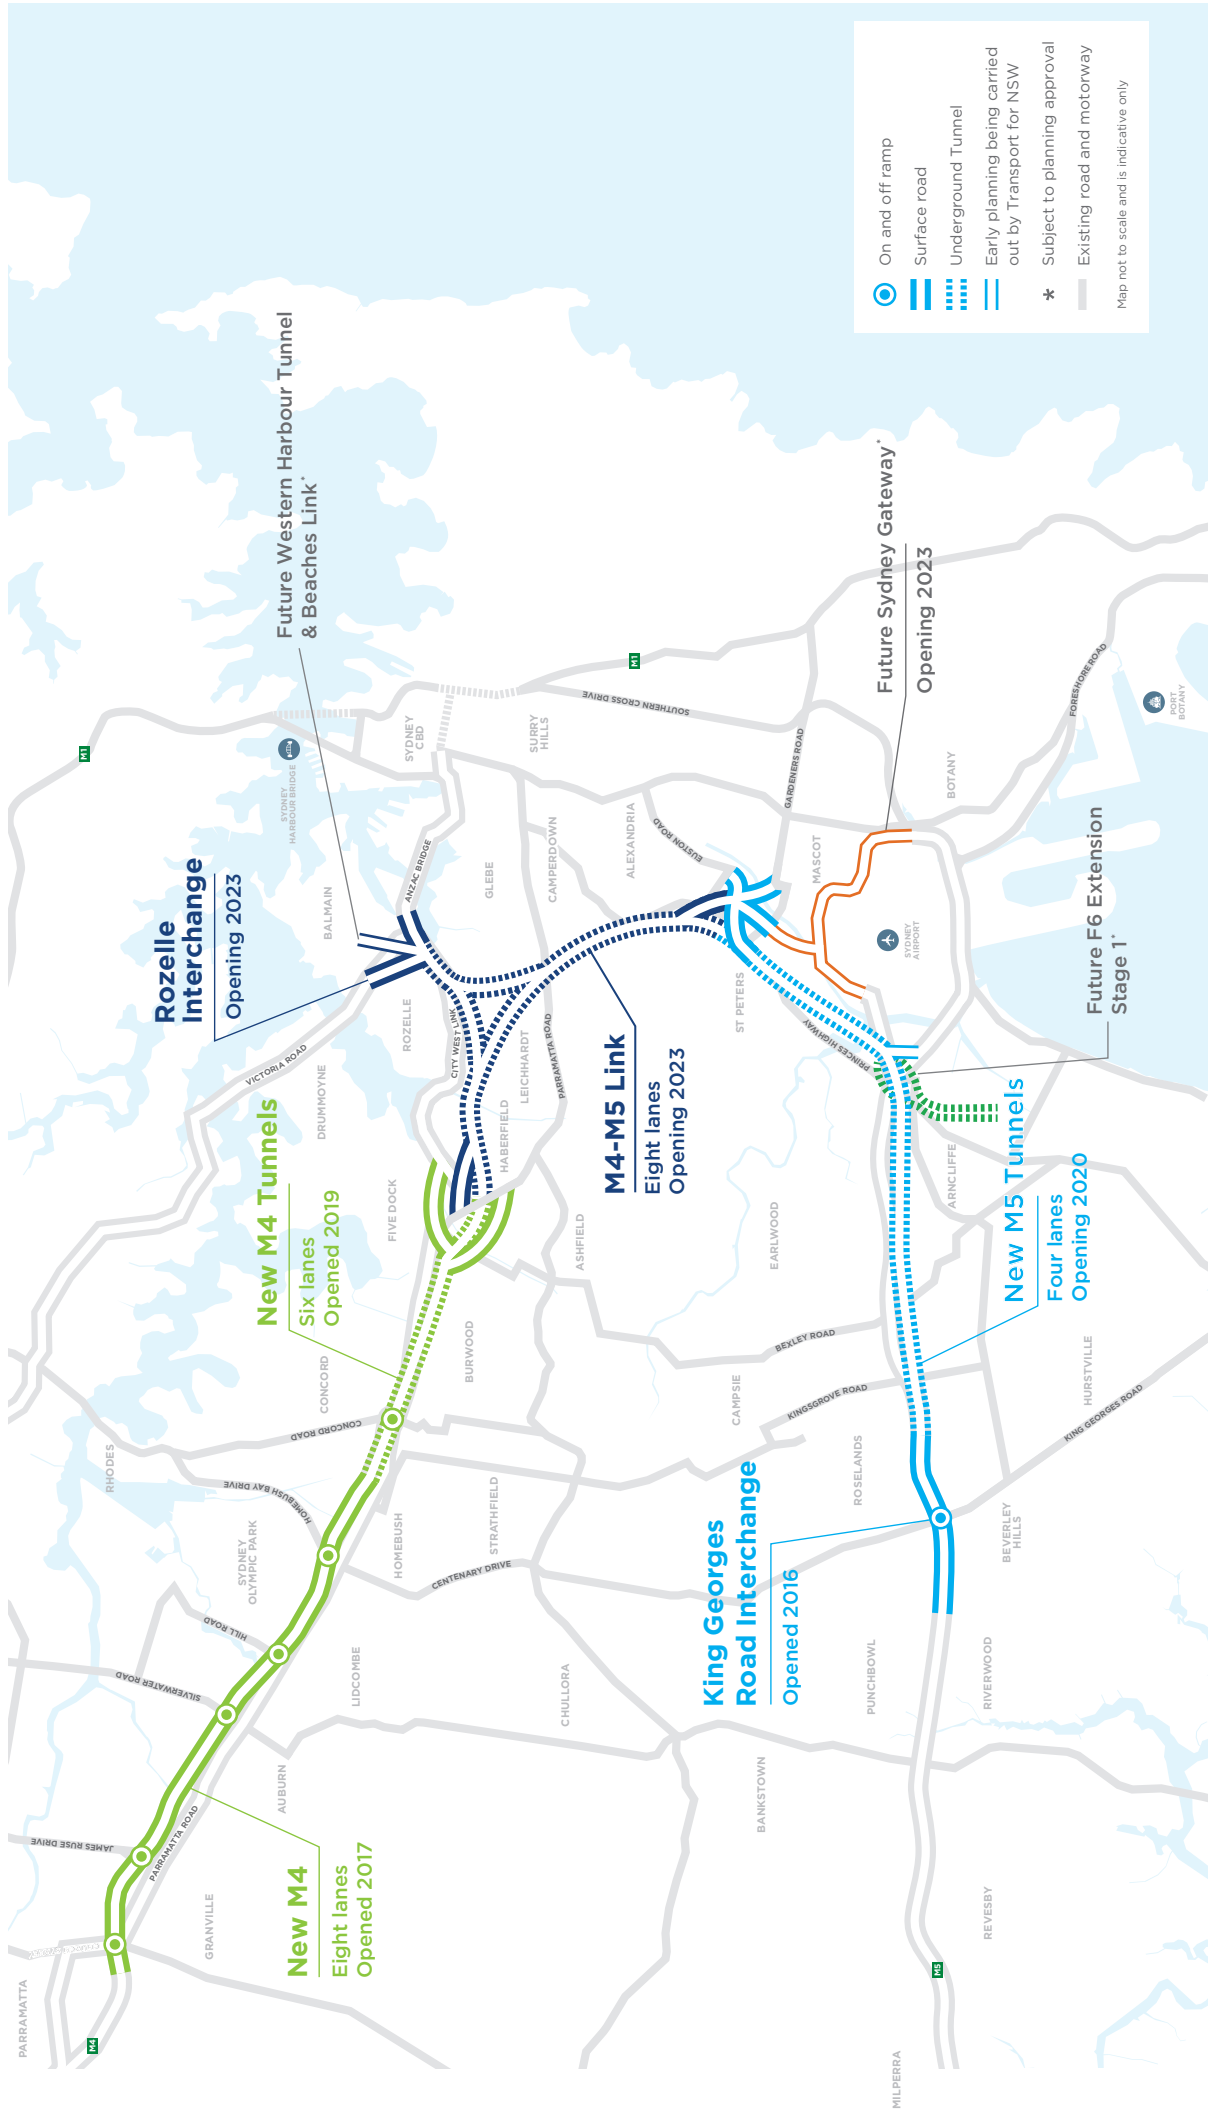 PARRAMATTA
M4
GRANVILLE
JAMES RUSE DRIVE
PARRAMATTA ROAD
New M4
Eight lanes
Opened 2017
AUBURN
SILVERWATER ROAD
HILL ROAD
LIDCOMBE
SYDNEY
OLYMPIC PARK
HOMEBUSH BAY DRIVE
RHODES
HOMEBUSH
STRATHFIELD
CENTENARY DRIVE
CHULLORA
CONCORD ROAD
CONCORD
BURWOOD
New M4 Tunnels
Six lanes
Opened 2019
FIVE DOCK
ASHFIELD
HABERFIELD
DRUMMOYNE
VICTORIA ROAD
LEICHHARDT
PARRAMATTA ROAD
CITY WEST LINK
ROZELLE
Rozelle
Interchange
Opening 2023
BALMAIN
ANZAC BRIDGE
GLEBE
CAMPERDOWN
SYDNEY
HARBOUR BRIDGE
M1
SYDNEY
CBD
SURRY
HILLS
Future Western Harbour Tunnel
& Beaches Link*
M1
SOUTHERN CROSS DRIVE
ALEXANDRIA
EUSTON ROAD
GARDENERS ROAD
MASCOT
M4-M5 Link
Eight lanes
Opening 2023
ST PETERS
PRINCES HIGHWAY
SYDNEY
AIRPORT
BOTANY
FORESHORE ROAD
PORT
BOTANY
Future Sydney Gateway*
Opening 2023
Future F6 Extension
Stage 1*
ARNCLIFFE
EARLWOOD
New M5 Tunnels
Four lanes
Opening 2020
BEXLEY ROAD
CAMPSIE
KINGSGROVE ROAD
HURSTVILLE
KING GEORGES ROAD
ROSELANDS
BEVERLEY
HILLS
King Georges
Road Interchange
Opened 2016
PUNCHBOWL
RIVERWOOD
BANKSTOWN
REVESBY
M5
MILPERRA
On and off ramp
Surface road
Underground Tunnel
Early planning being carried
out by Transport for NSW
* Subject to planning approval
Existing road and motorway
Map not to scale and is indicative only